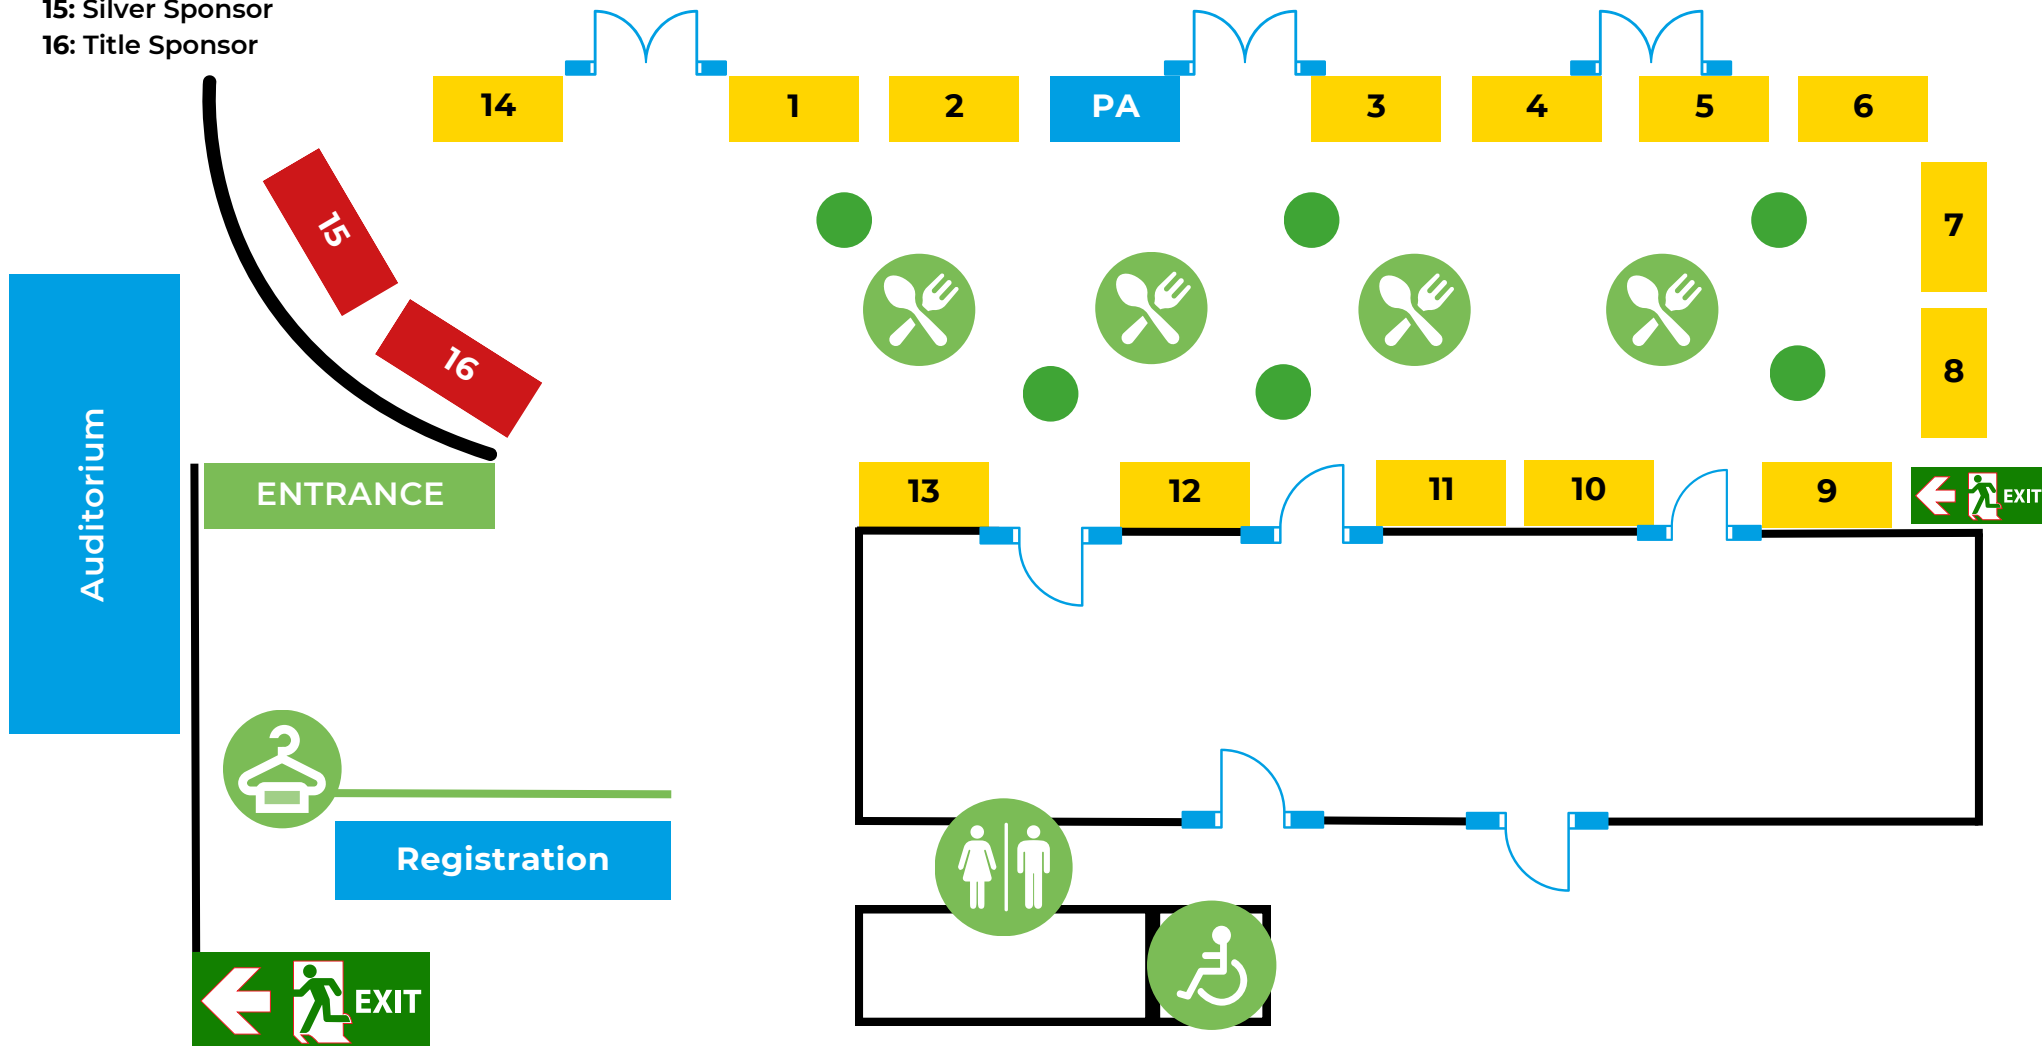 15: Silver Sponsor
16: Title Sponsor
14
1
2
PA
3
4
5
6
15
7
16
8
Auditorium
ENTRANCE
13
12
11
10
9
EXIT
Registration
EXIT